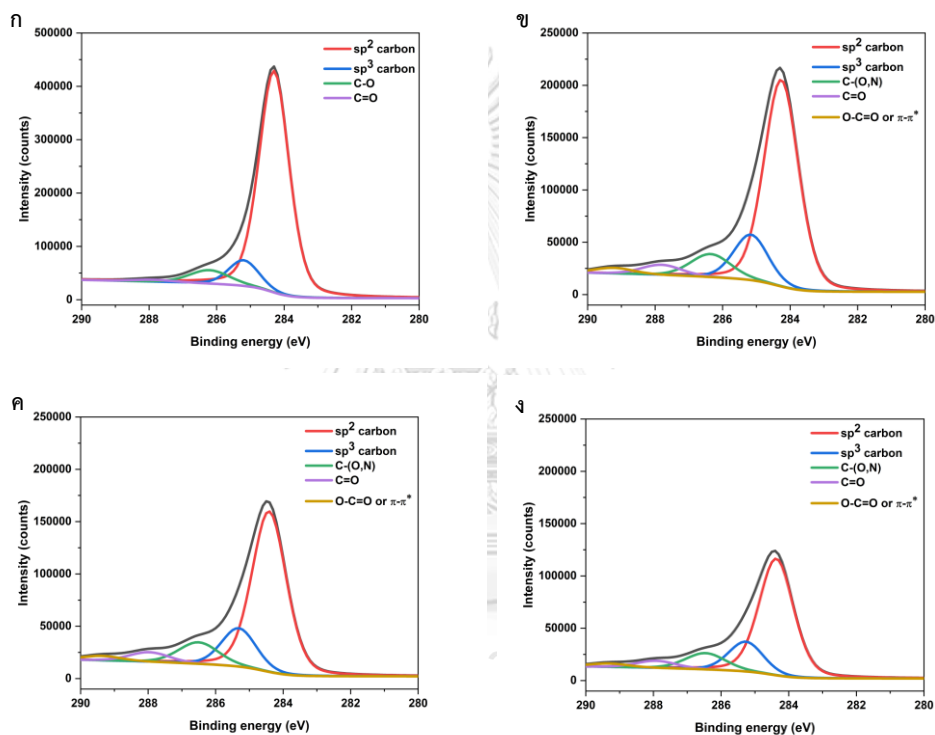 ก
500000
400000
300000
200000
100000
0
Intensity (counts)
290 288 286 284 282 280
Binding energy (eV)
sp² carbon
sp³ carbon
C-O
C=O
ข
250000
200000
150000
100000
50000
0
Intensity (counts)
290 288 286 284 282 280
Binding energy (eV)
sp² carbon
sp³ carbon
C-(O,N)
C=O
O-C=O or π-π*
ค
250000
200000
150000
100000
50000
0
Intensity (counts)
290 288 286 284 282 280
Binding energy (eV)
sp² carbon
sp³ carbon
C-(O,N)
C=O
O-C=O or π-π*
ง
250000
200000
150000
100000
50000
0
Intensity (counts)
290 288 286 284 282 280
Binding energy (eV)
sp² carbon
sp³ carbon
C-(O,N)
C=O
O-C=O or π-π*